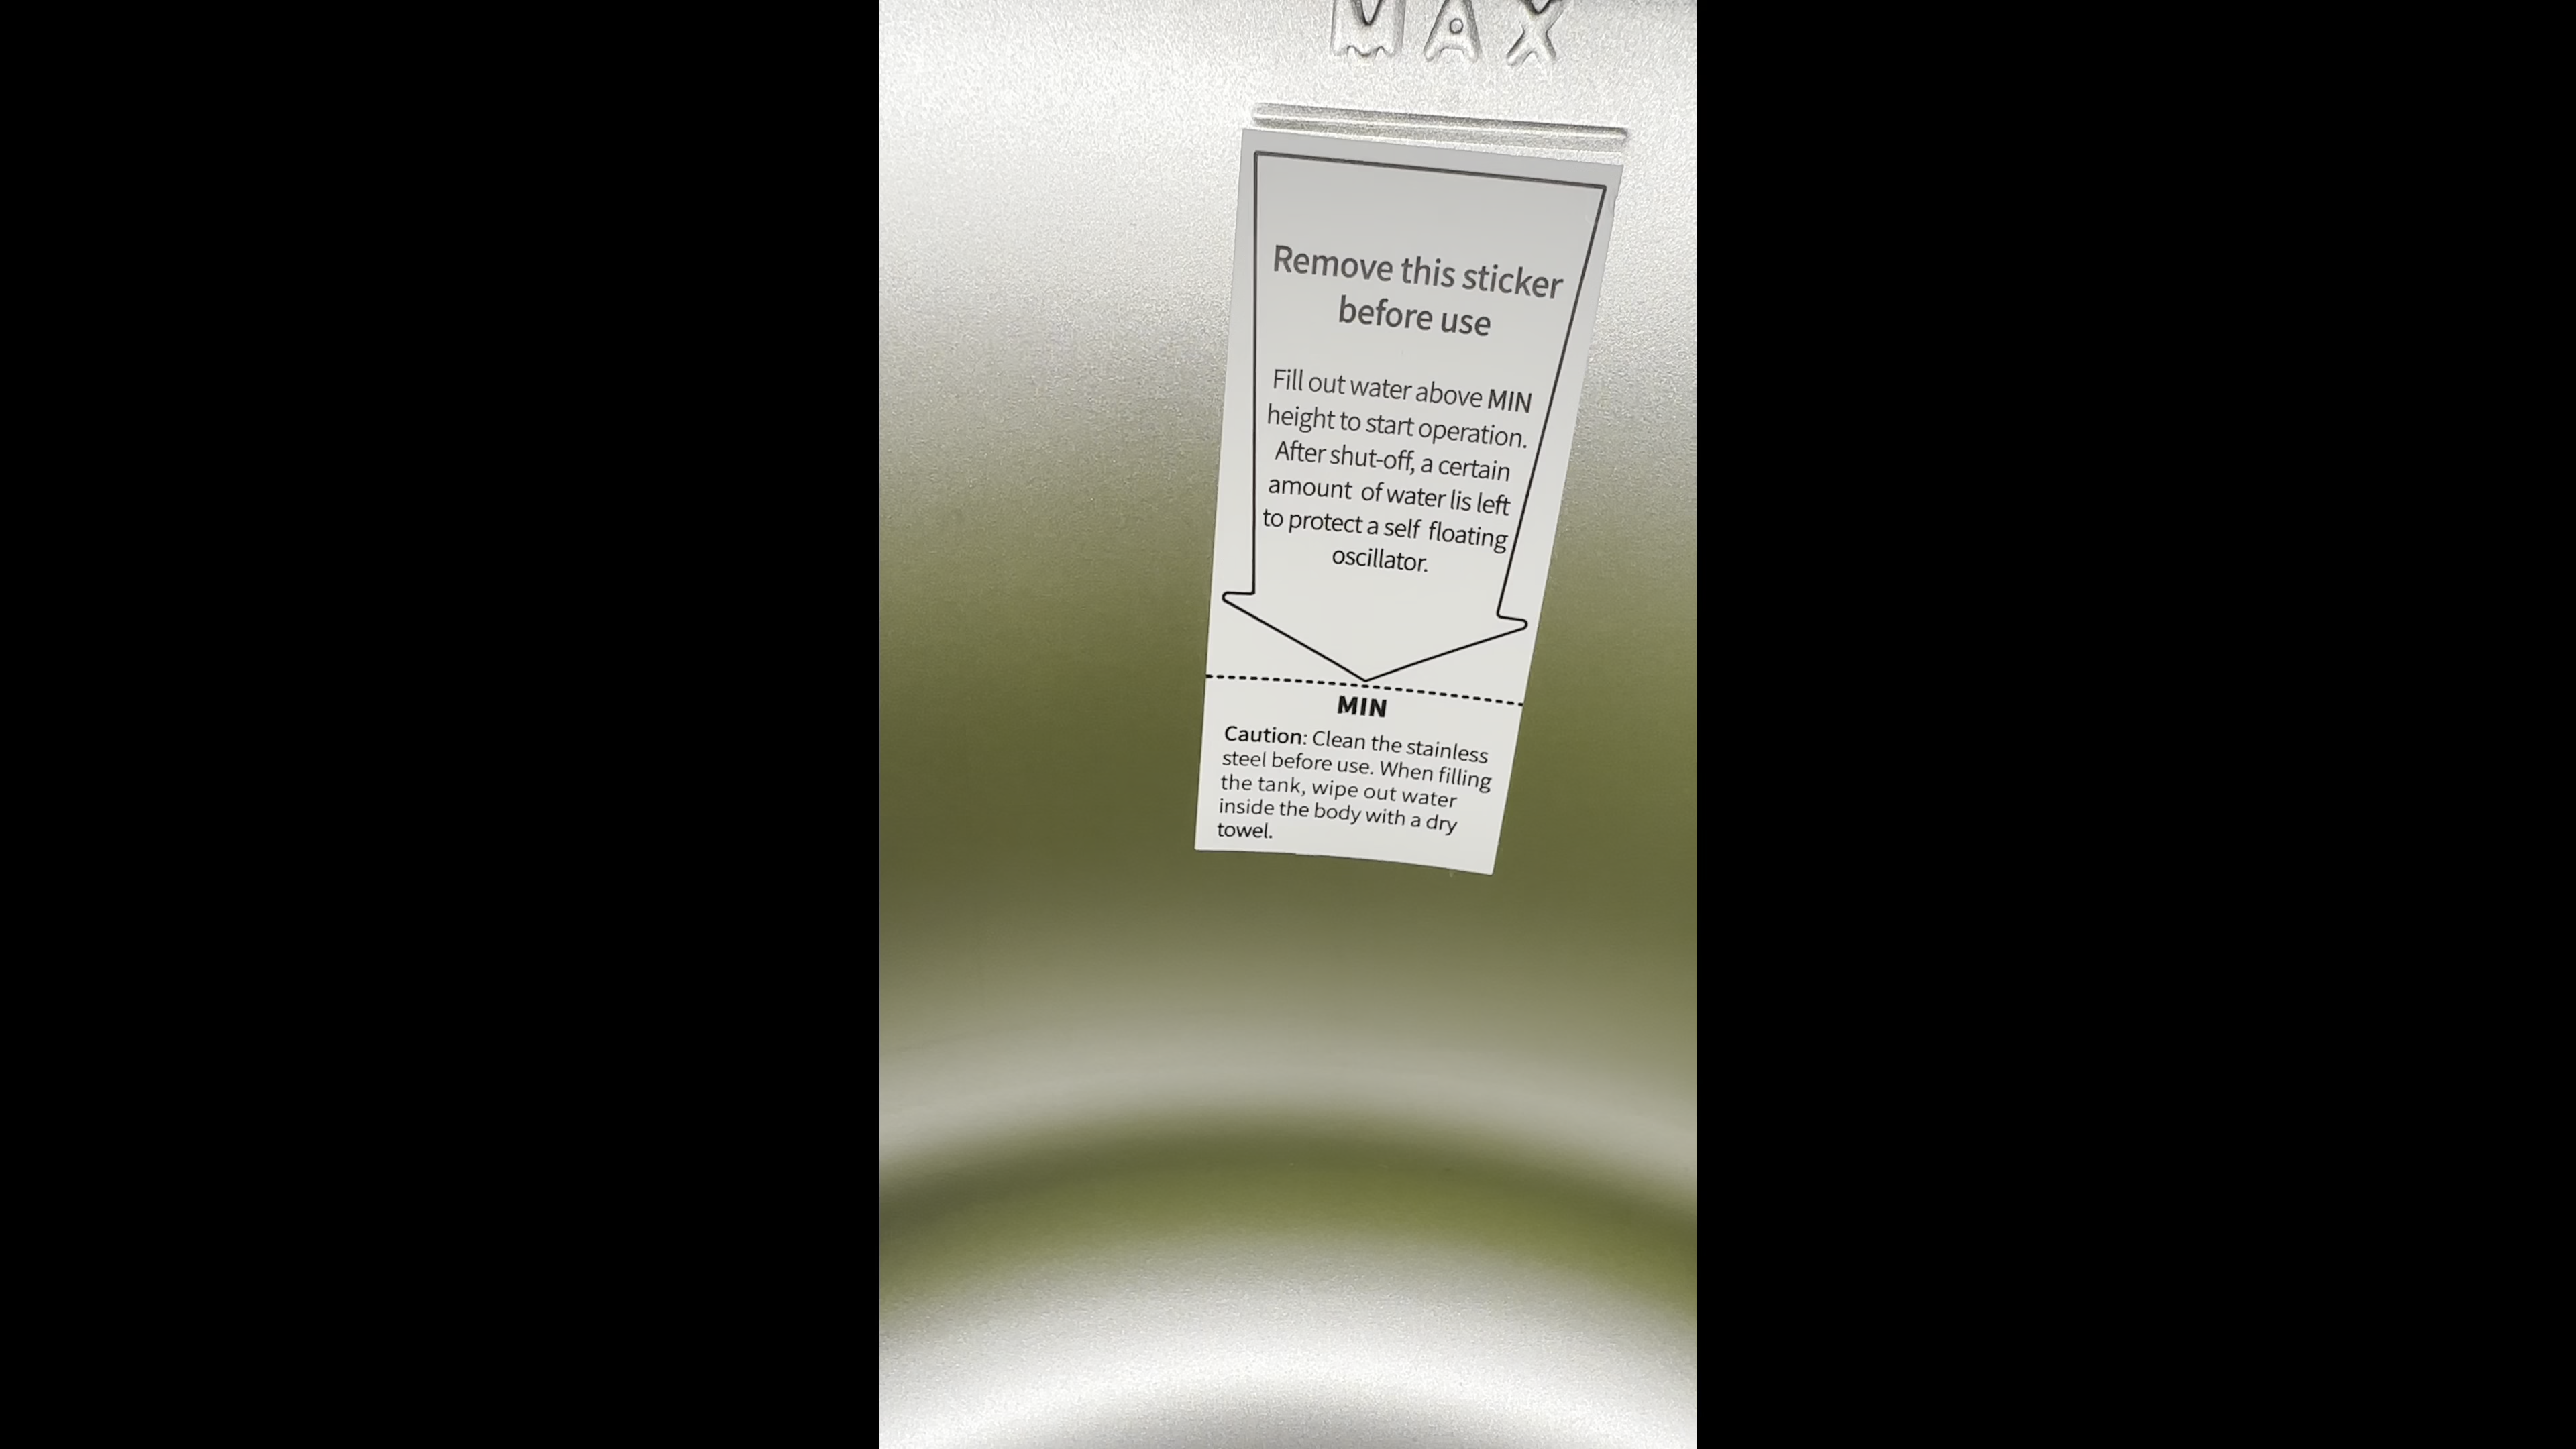 MAX
Remove this sticker
before use
Fill out water above MIN
height to start operation.
After shut-off, a certain
amount of water lis left
to protect a self floating
oscillator.
MIN
Caution: Clean the stainless
steel before use. When filling
the tank, wipe out water
inside the body with a dry
towel.